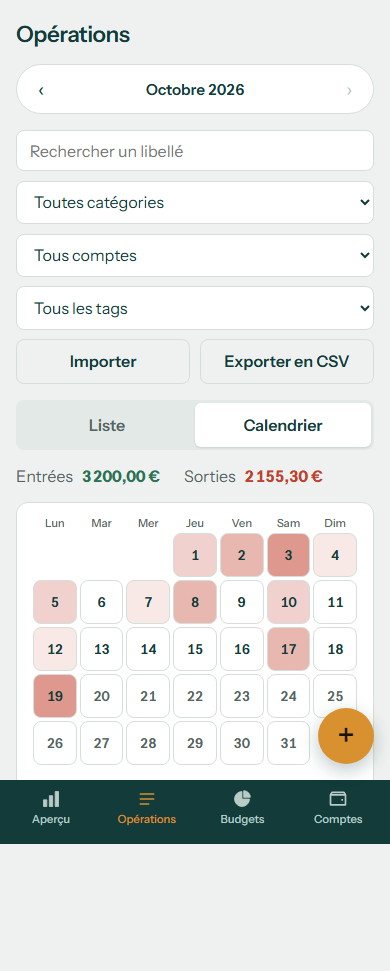 Opérations
‹ Octobre 2026 ›
Rechercher un libellé
Toutes catégories
Tous comptes
Tous les tags
Importer Exporter en CSV
Liste Calendrier
Entrées 3 200,00 € Sorties 2 155,30 €
Lun Mar Mer Jeu Ven Sam Dim
1 2 3 4
5 6 7 8 9 10 11
12 13 14 15 16 17 18
19 20 21 22 23 24 25
26 27 28 29 30 31
+
Aperçu Opérations Budgets Comptes